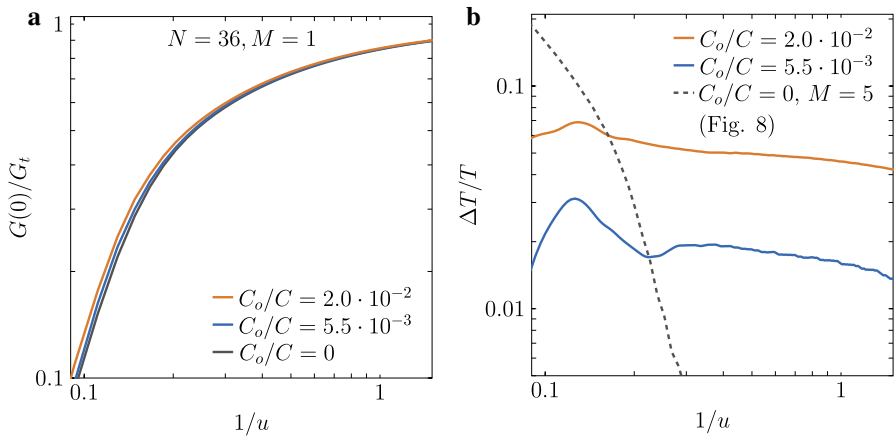 a
N = 36, M = 1
1
G(0)/G_t
0.1
C_o/C = 2.0 · 10^{-2}
C_o/C = 5.5 · 10^{-3}
C_o/C = 0
0.1
1
1/u
b
C_o/C = 2.0 · 10^{-2}
C_o/C = 5.5 · 10^{-3}
C_o/C = 0, M = 5
(Fig. 8)
0.1
ΔT/T
0.01
0.1
1
1/u